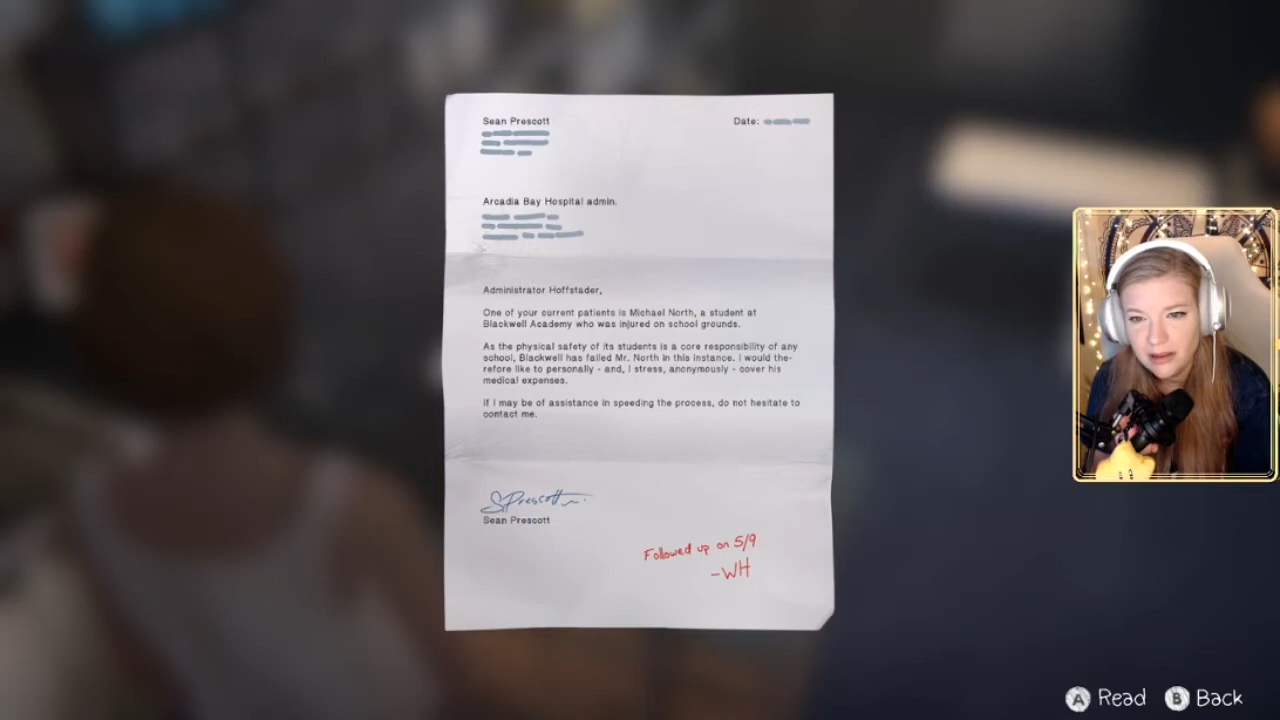 Sean Prescott
Date:
Arcadia Bay Hospital admin.
Administrator Hoffstader,
One of your current patients is Michael North, a student at
Blackwell Academy who was injured on school grounds.
As the physical safety of its students is a core responsibility of any
school, Blackwell has failed Mr. North in this instance. I would the-
refore like to personally - and, I stress, anonymously - cover his
medical expenses.
If I may be of assistance in speeding the process, do not hesitate to
contact me.
SPrescott
Sean Prescott
Followed up on 5/9
-WH
A Read B Back